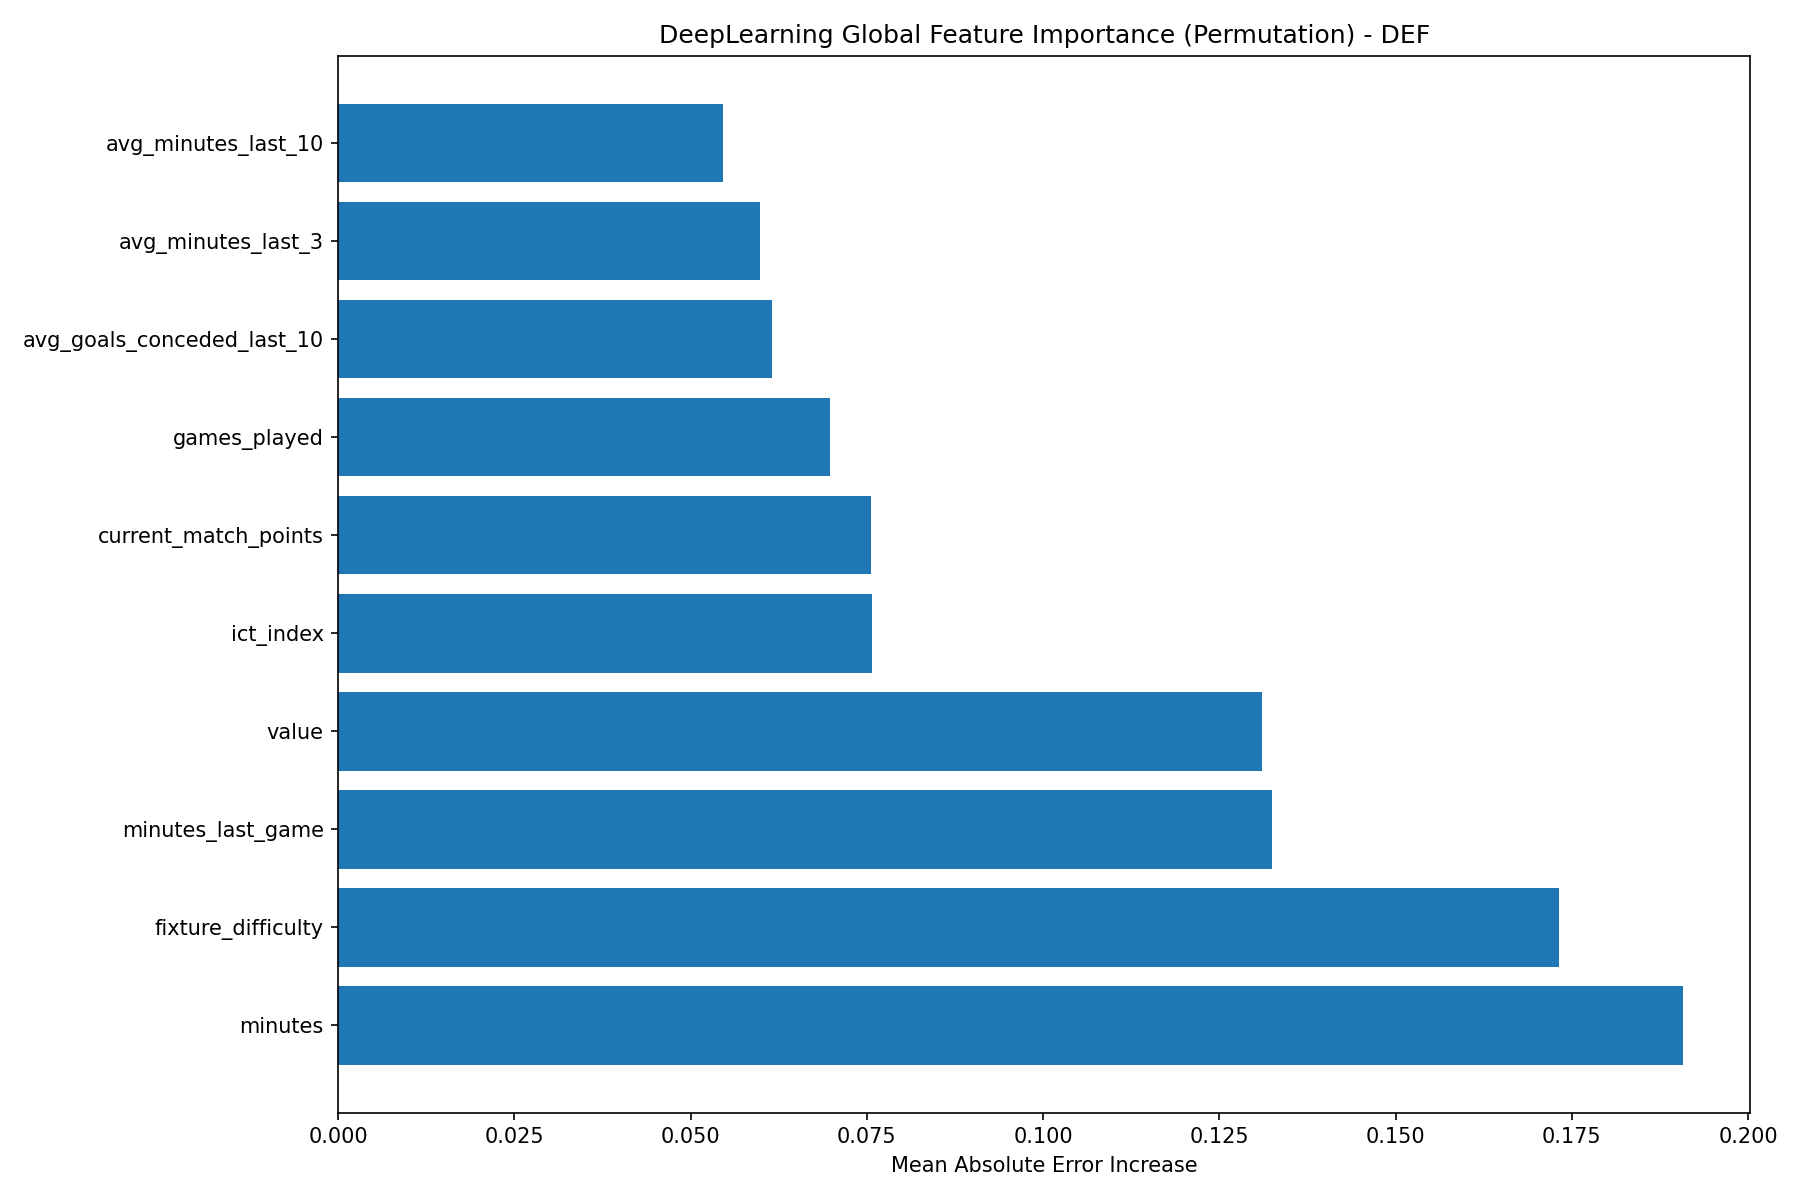 DeepLearning Global Feature Importance (Permutation) - DEF
avg_minutes_last_10
avg_minutes_last_3
avg_goals_conceded_last_10
games_played
current_match_points
ict_index
value
minutes_last_game
fixture_difficulty
minutes
0.000 0.025 0.050 0.075 0.100 0.125 0.150 0.175 0.200
Mean Absolute Error Increase